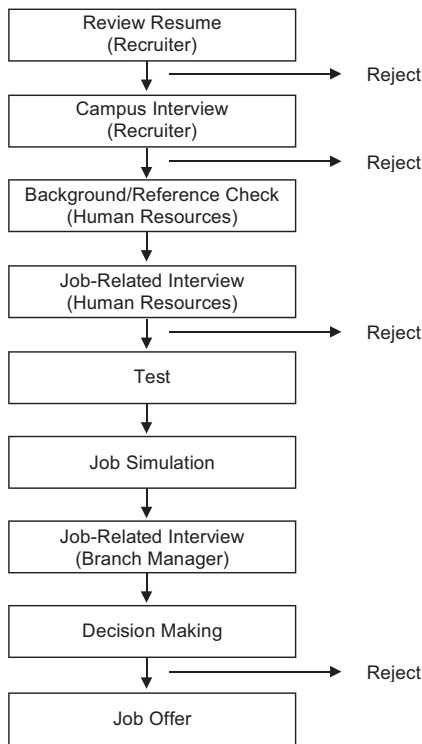 Review Resume
(Recruiter)
Reject
Campus Interview
(Recruiter)
Reject
Background/Reference Check
(Human Resources)
Job-Related Interview
(Human Resources)
Reject
Test
Job Simulation
Job-Related Interview
(Branch Manager)
Decision Making
Reject
Job Offer